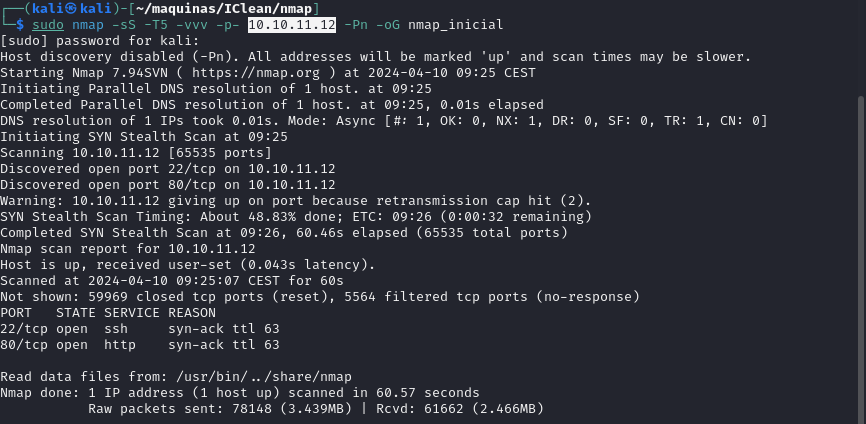 ┌──(kali㉿kali)-[~/maquinas/IClean/nmap]
└─$ sudo nmap -sS -T5 -vvv -p- 10.10.11.12 -Pn -oG nmap_inicial
[sudo] password for kali:
Host discovery disabled (-Pn). All addresses will be marked 'up' and scan times may be slower.
Starting Nmap 7.94SVN ( https://nmap.org ) at 2024-04-10 09:25 CEST
Initiating Parallel DNS resolution of 1 host. at 09:25
Completed Parallel DNS resolution of 1 host. at 09:25, 0.01s elapsed
DNS resolution of 1 IPs took 0.01s. Mode: Async [#: 1, OK: 0, NX: 1, DR: 0, SF: 0, TR: 1, CN: 0]
Initiating SYN Stealth Scan at 09:25
Scanning 10.10.11.12 [65535 ports]
Discovered open port 22/tcp on 10.10.11.12
Discovered open port 80/tcp on 10.10.11.12
Warning: 10.10.11.12 giving up on port because retransmission cap hit (2).
SYN Stealth Scan Timing: About 48.83% done; ETC: 09:26 (0:00:32 remaining)
Completed SYN Stealth Scan at 09:26, 60.46s elapsed (65535 total ports)
Nmap scan report for 10.10.11.12
Host is up, received user-set (0.043s latency).
Scanned at 2024-04-10 09:25:07 CEST for 60s
Not shown: 59969 closed tcp ports (reset), 5564 filtered tcp ports (no-response)
PORT   STATE SERVICE REASON
22/tcp open  ssh     syn-ack ttl 63
80/tcp open  http    syn-ack ttl 63
Read data files from: /usr/bin/../share/nmap
Nmap done: 1 IP address (1 host up) scanned in 60.57 seconds
Raw packets sent: 78148 (3.439MB) | Rcvd: 61662 (2.466MB)